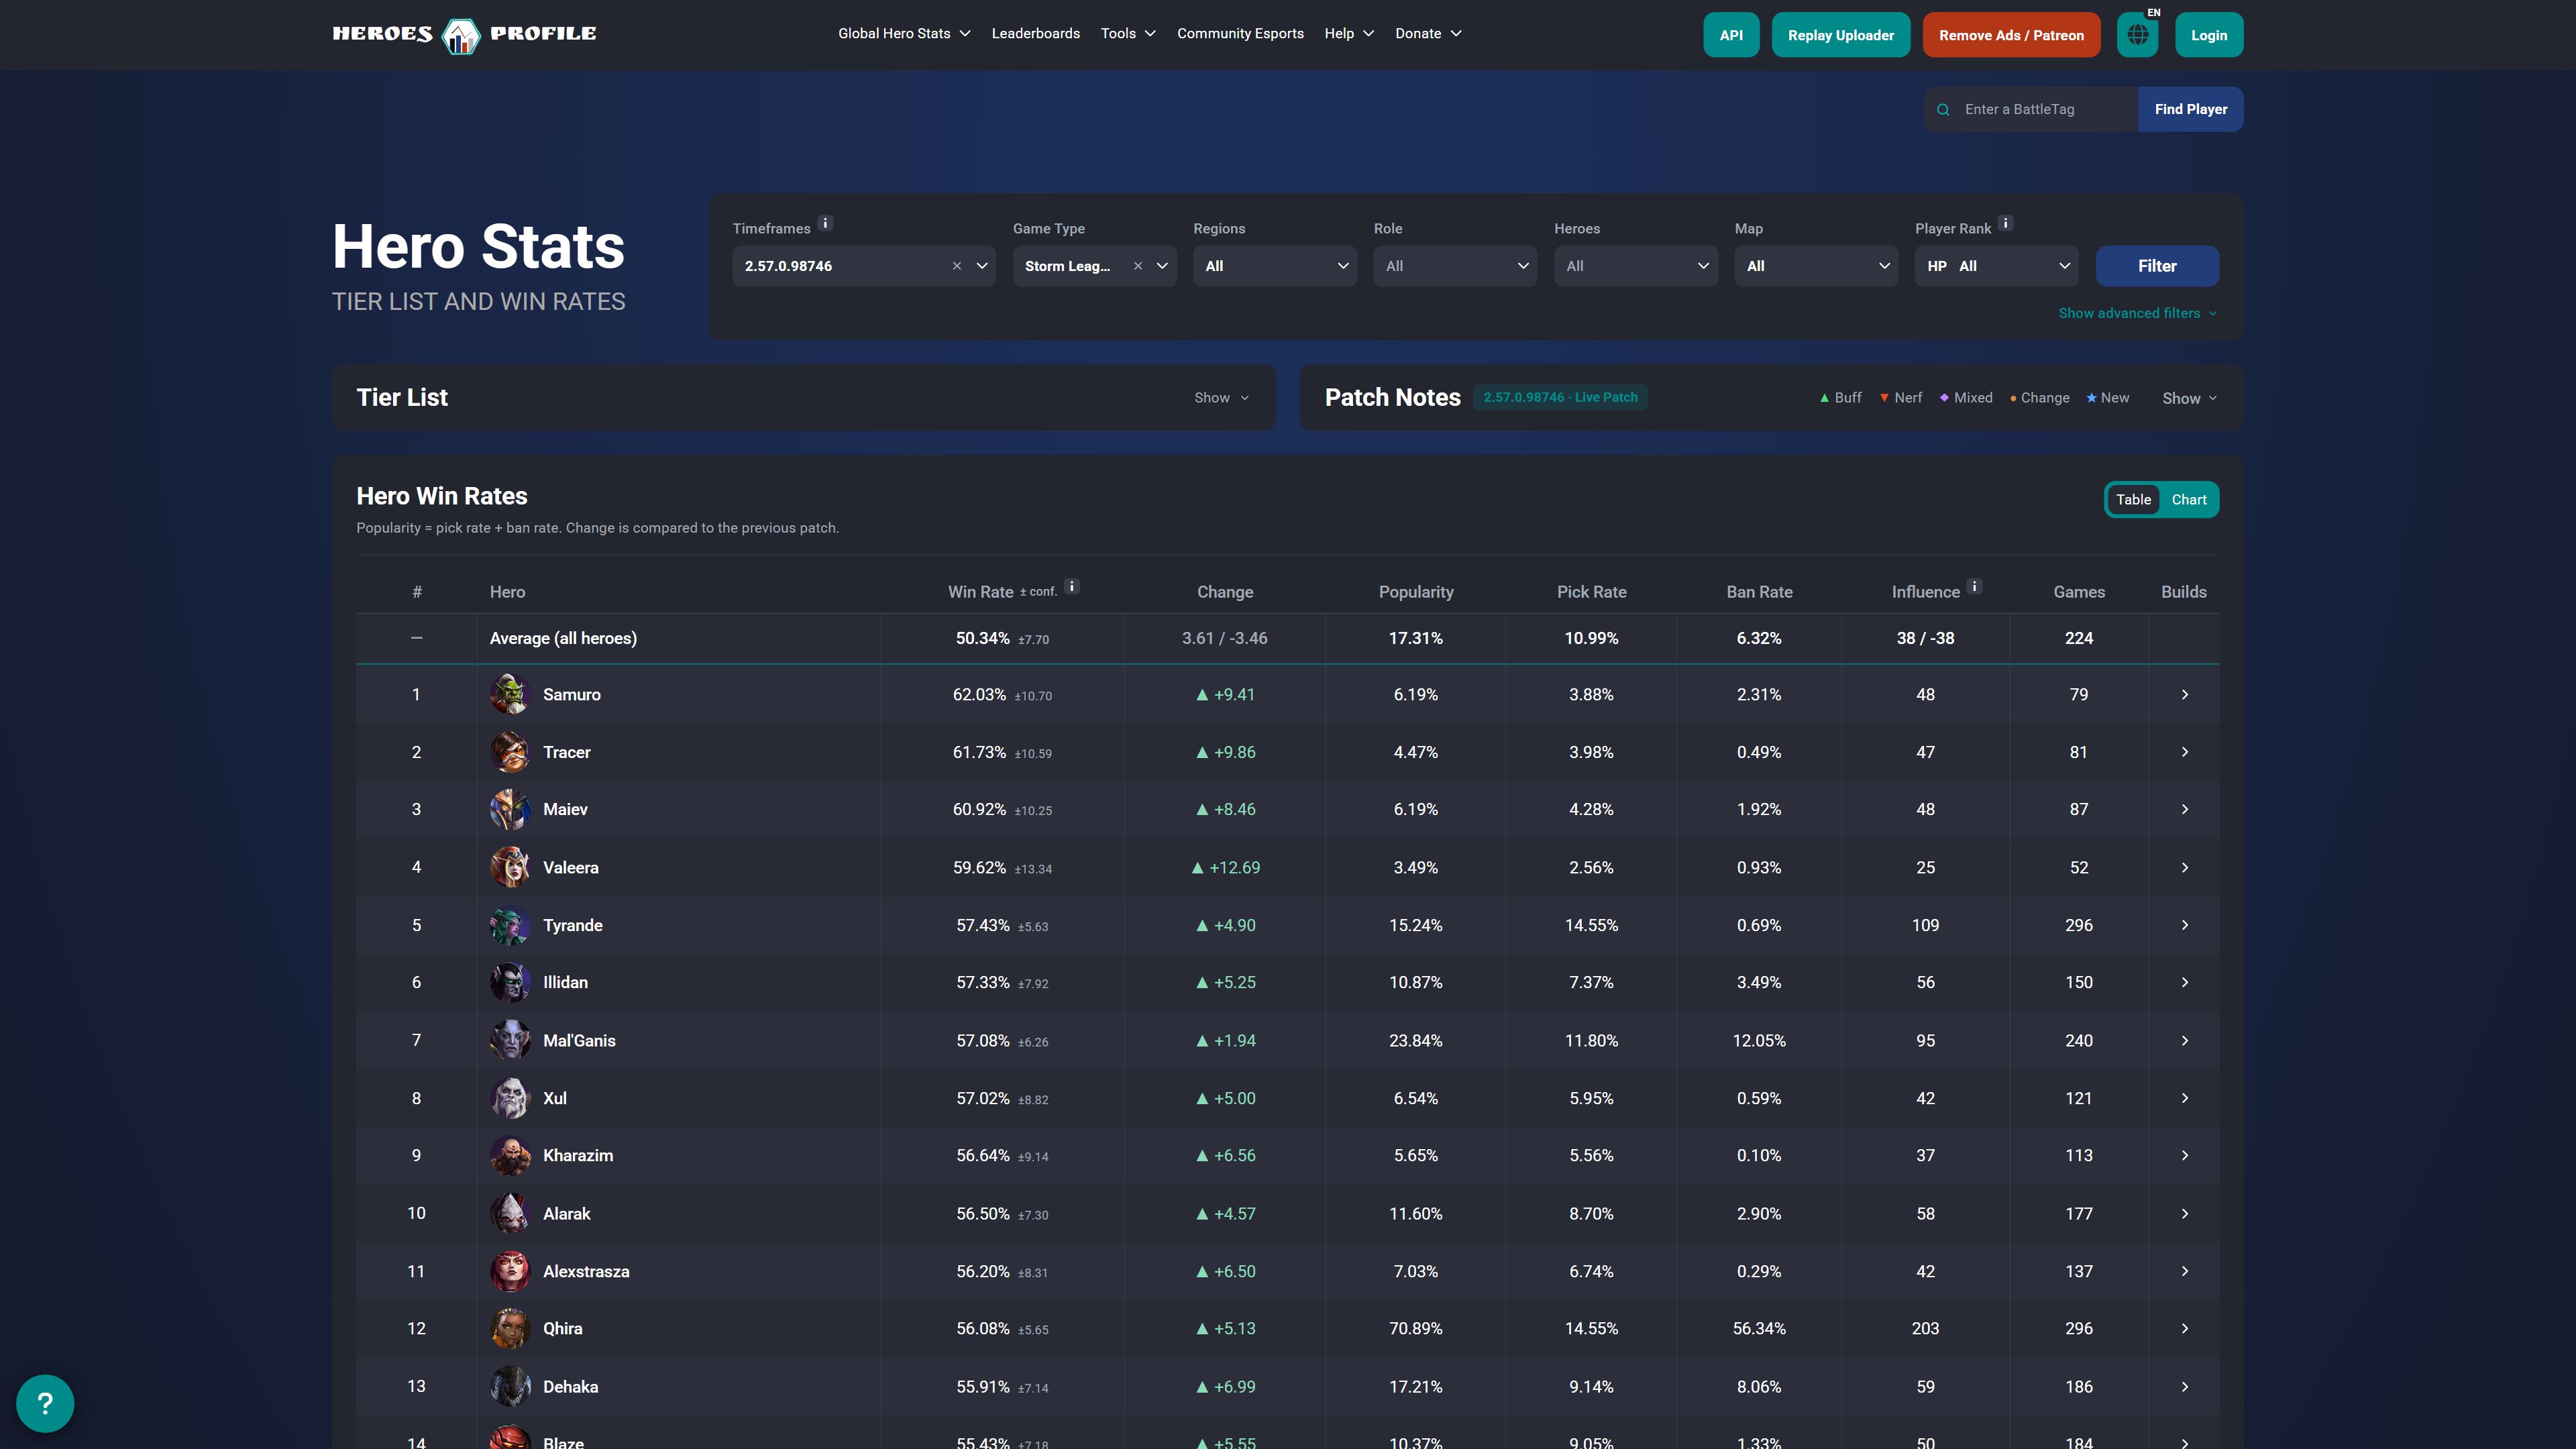 HEROES PROFILE
Global Hero Stats Leaderboards Tools Community Esports Help Donate
API Replay Uploader Remove Ads / Patreon EN Login
Enter a BattleTag Find Player
Hero Stats
TIER LIST AND WIN RATES
Timeframes i Game Type Regions Role Heroes Map Player Rank i
2.57.0.98746 × Storm Leag... × All All All All HP All Filter
Show advanced filters
Tier List Show
Patch Notes 2.57.0.98746 · Live Patch ▲ Buff ▼ Nerf ◆ Mixed ● Change ★ New Show
Hero Win Rates
Popularity = pick rate + ban rate. Change is compared to the previous patch.
Table Chart
# Hero Win Rate ± conf. i Change Popularity Pick Rate Ban Rate Influence i Games Builds
— Average (all heroes) 50.34% ±7.70 3.61 / -3.46 17.31% 10.99% 6.32% 38 / -38 224
1 Samuro 62.03% ±10.70 ▲ +9.41 6.19% 3.88% 2.31% 48 79
2 Tracer 61.73% ±10.59 ▲ +9.86 4.47% 3.98% 0.49% 47 81
3 Maiev 60.92% ±10.25 ▲ +8.46 6.19% 4.28% 1.92% 48 87
4 Valeera 59.62% ±13.34 ▲ +12.69 3.49% 2.56% 0.93% 25 52
5 Tyrande 57.43% ±5.63 ▲ +4.90 15.24% 14.55% 0.69% 109 296
6 Illidan 57.33% ±7.92 ▲ +5.25 10.87% 7.37% 3.49% 56 150
7 Mal'Ganis 57.08% ±6.26 ▲ +1.94 23.84% 11.80% 12.05% 95 240
8 Xul 57.02% ±8.82 ▲ +5.00 6.54% 5.95% 0.59% 42 121
9 Kharazim 56.64% ±9.14 ▲ +6.56 5.65% 5.56% 0.10% 37 113
10 Alarak 56.50% ±7.30 ▲ +4.57 11.60% 8.70% 2.90% 58 177
11 Alexstrasza 56.20% ±8.31 ▲ +6.50 7.03% 6.74% 0.29% 42 137
12 Qhira 56.08% ±5.65 ▲ +5.13 70.89% 14.55% 56.34% 203 296
13 Dehaka 55.91% ±7.14 ▲ +6.99 17.21% 9.14% 8.06% 59 186
14 Blaze 55.43% ±7.18 ▲ +5.55 10.37% 9.05% 1.33% 50 184
?